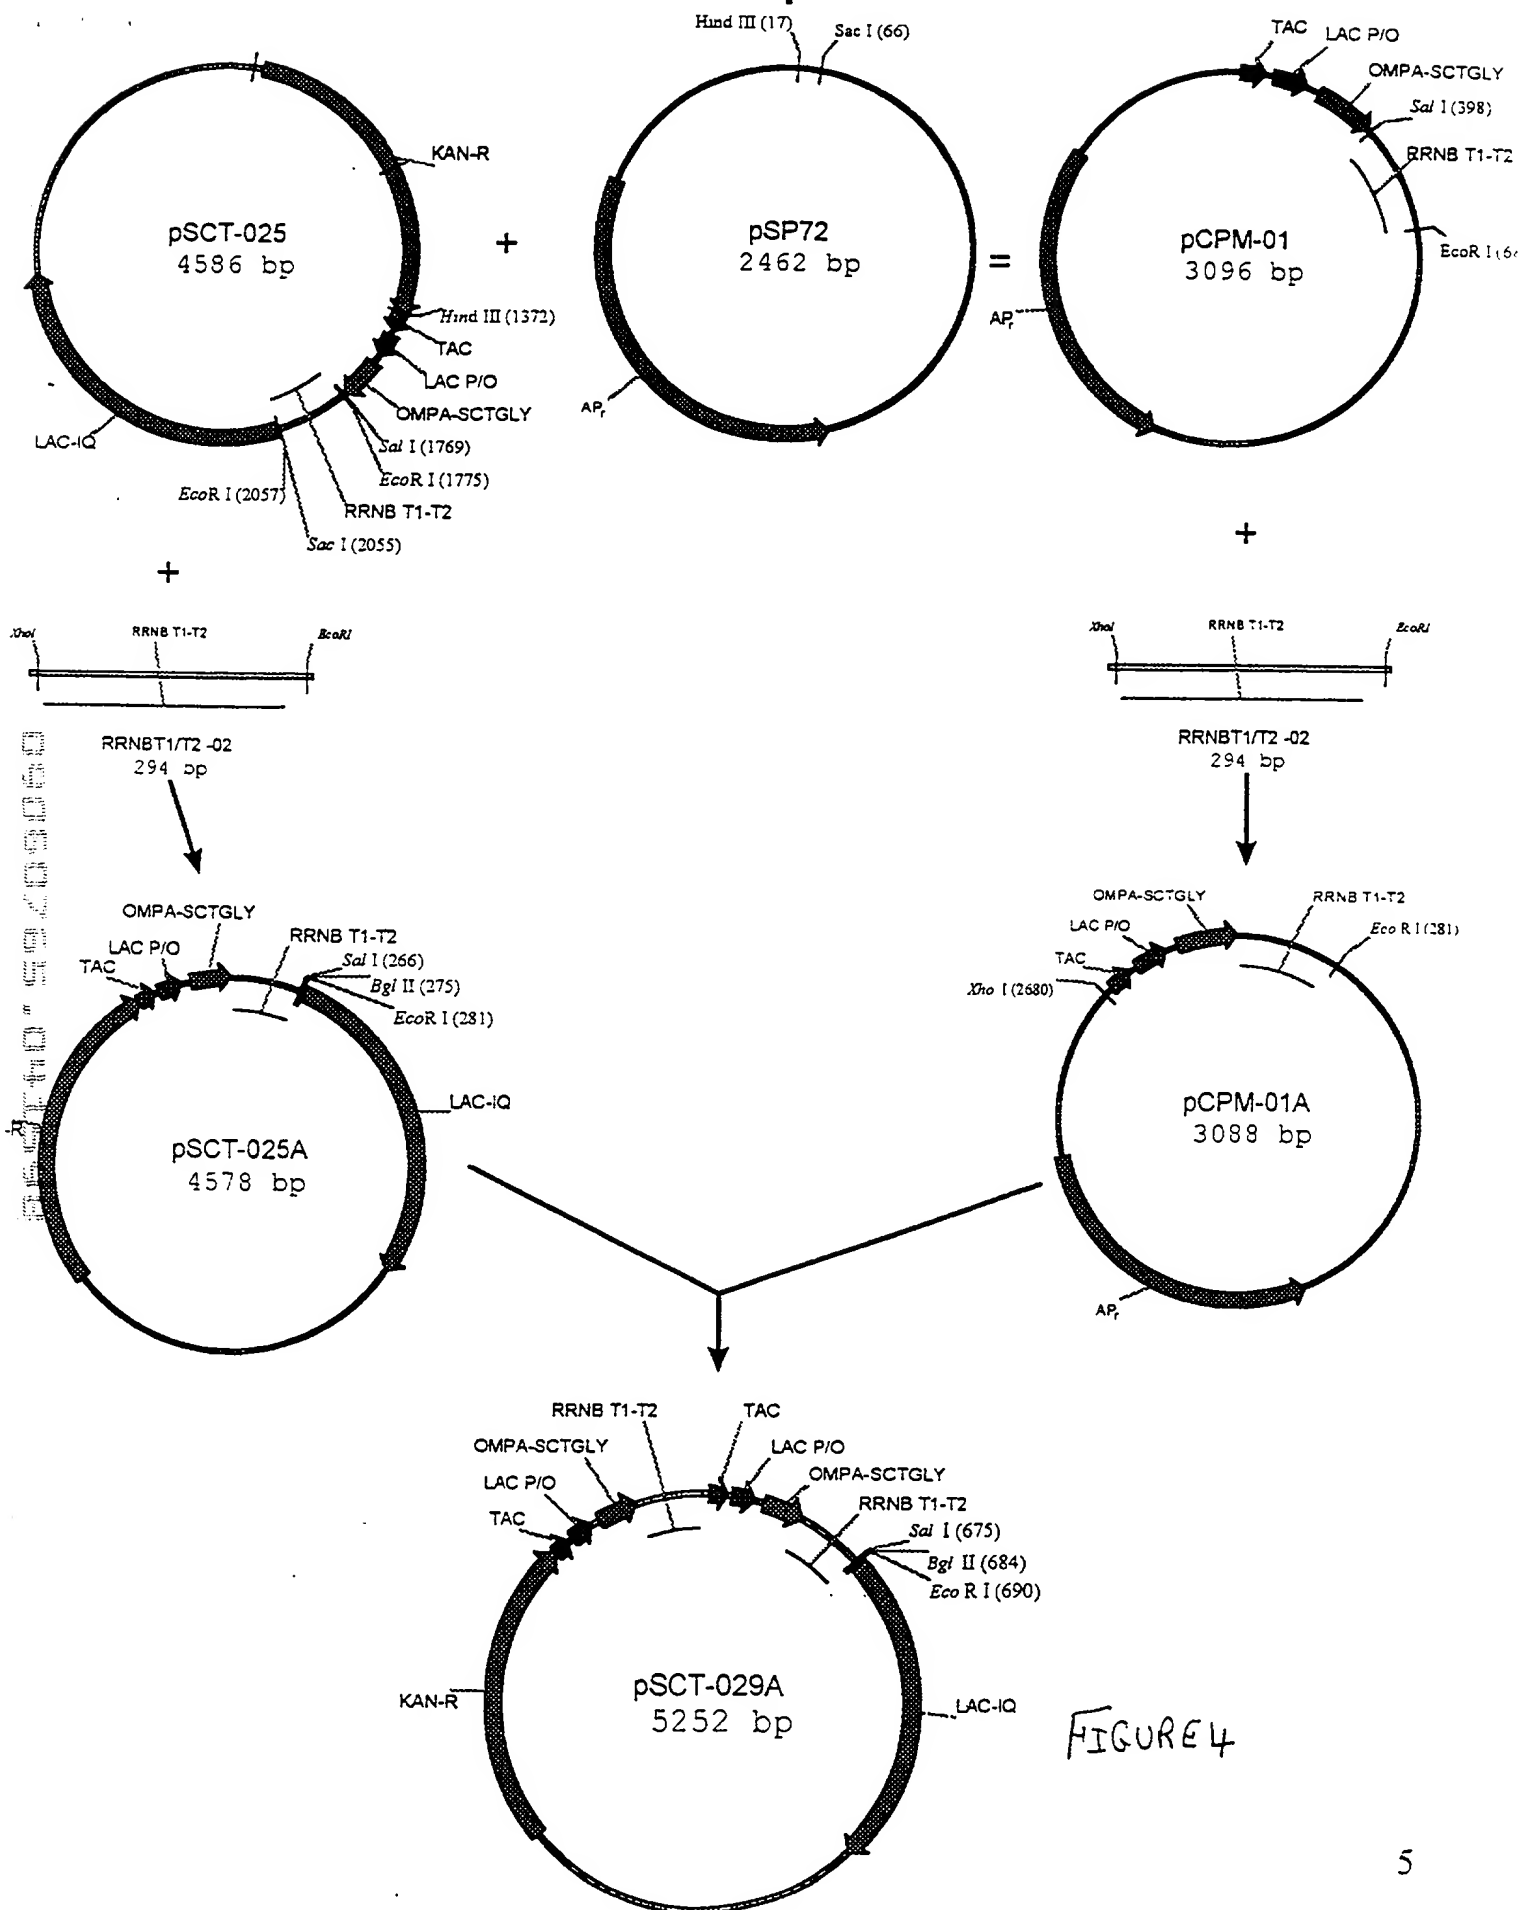 Hind III (17)
Sac I (66)
TAC
LAC P/O
OMPA-SCTGLY
Sal I (398)
RRNB T1-T2
KAN-R
pSCT-025
4586 bp
+
pSP72
2462 bp
=
pCPM-01
3096 bp
EcoR I
APr
Hind III (1372)
TAC
LAC P/O
OMPA-SCTGLY
Sal I (1769)
EcoR I (1775)
RRNB T1-T2
LAC-IQ
EcoR I (2057)
Sac I (2055)
APr
+
+
XhoI
RRNB T1-T2
EcoRI
RRNBT1/T2 -02
294 bp
XhoI
RRNB T1-T2
EcoRI
RRNBT1/T2 -02
294 bp
OMPA-SCTGLY
LAC P/O
TAC
RRNB T1-T2
Sal I (266)
Bgl II (275)
EcoR I (281)
LAC-IQ
-R
pSCT-025A
4578 bp
OMPA-SCTGLY
RRNB T1-T2
LAC P/O
Eco R I (281)
TAC
Xho I (2680)
pCPM-01A
3088 bp
APr
RRNB T1-T2
TAC
OMPA-SCTGLY
LAC P/O
LAC P/O
OMPA-SCTGLY
TAC
RRNB T1-T2
Sal I (675)
Bgl II (684)
Eco R I (690)
KAN-R
pSCT-029A
5252 bp
LAC-IQ
FIGURE 4
5